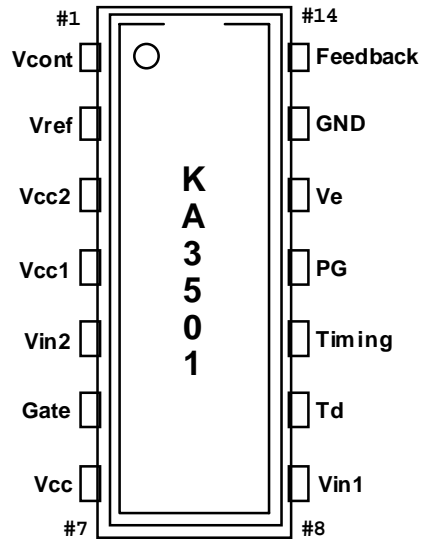 #1 #14
Vcont Feedback
Vref GND
Vcc2 Ve
Vcc1 PG
Vin2 Timing
Gate Td
Vcc Vin1
#7 #8
K
A
3
5
0
1